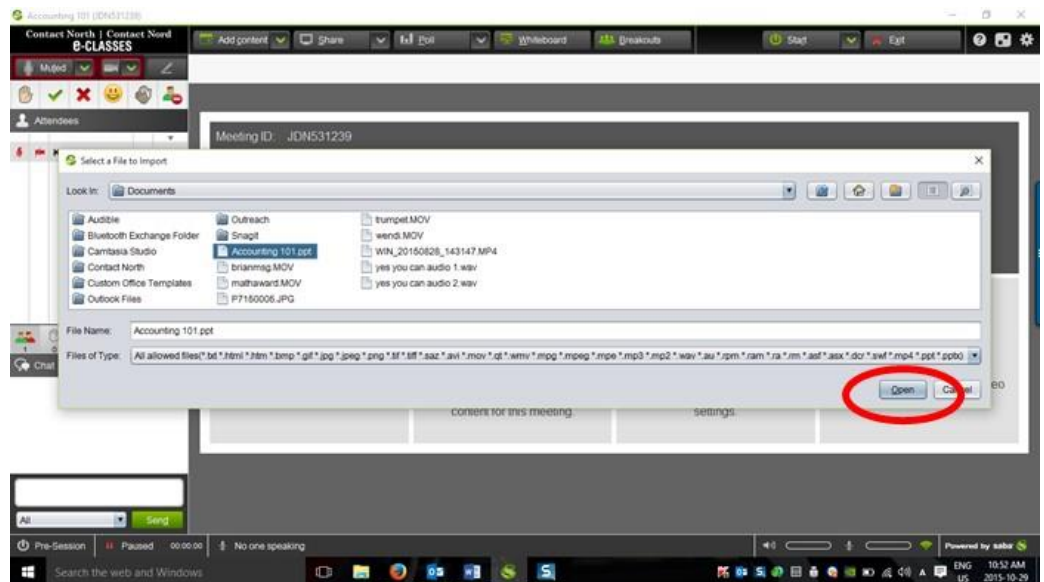 Accounting 101 (JDN531239)
Contact North | Contact Nord
e-CLASSES
Add content
Share
Poll
Whiteboard
Breakouts
Start
Exit
Muted
Attendees
Meeting ID: JDN531239
Select a File to Import
Look In: Documents
Audible
Bluetooth Exchange Folder
Camtasia Studio
Contact North
Custom Office Templates
Outlook Files
Outreach
Snagit
Accounting 101.ppt
brianmsg.MOV
mathaward.MOV
P7150005.JPG
trumpet.MOV
wendi.MOV
WIN_20150828_143147.MP4
yes you can audio 1.wav
yes you can audio 2.wav
File Name: Accounting 101.ppt
Files of Type: All allowed files(*.txt *.html *.htm *.bmp *.gif *.jpg *.jpeg *.png *.tif *.tiff *.saz *.avi *.mov *.qt *.wmv *.mpg *.mpeg *.mpe *.mp3 *.mp2 *.wav *.au *.rpm *.ram *.ra *.rm *.asf *.asx *.dcr *.swf *.mp4 *.ppt *.pptx)
Open
Cancel
Chat
content for this meeting.
settings.
All
Send
Pre-Session
Paused 00:00:00
No one speaking
Powered by saba
Search the web and Windows
ENG
US
10:52 AM
2015-10-29